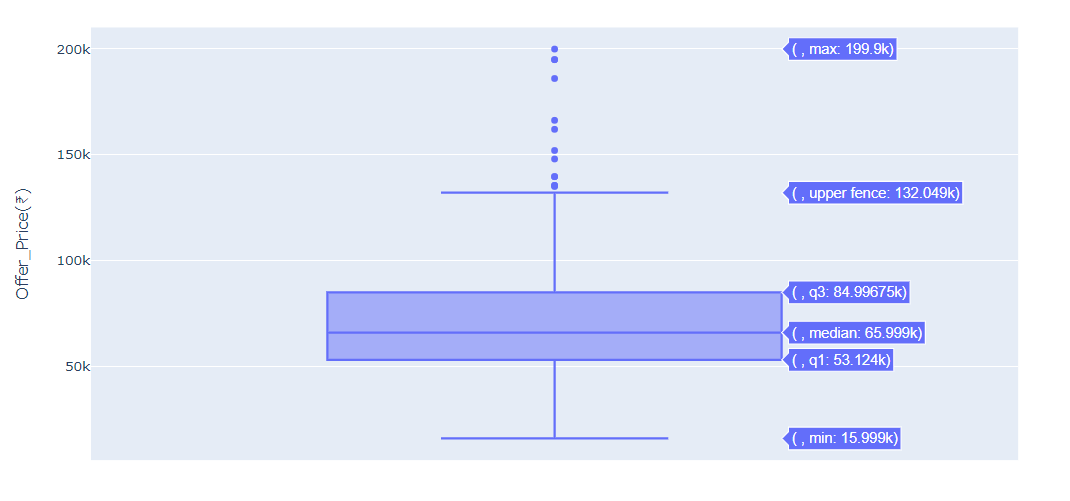 200k
150k
100k
50k
Offer_Price(₹)
( , max: 199.9k)
( , upper fence: 132.049k)
( , q3: 84.99675k)
( , median: 65.999k)
( , q1: 53.124k)
( , min: 15.999k)